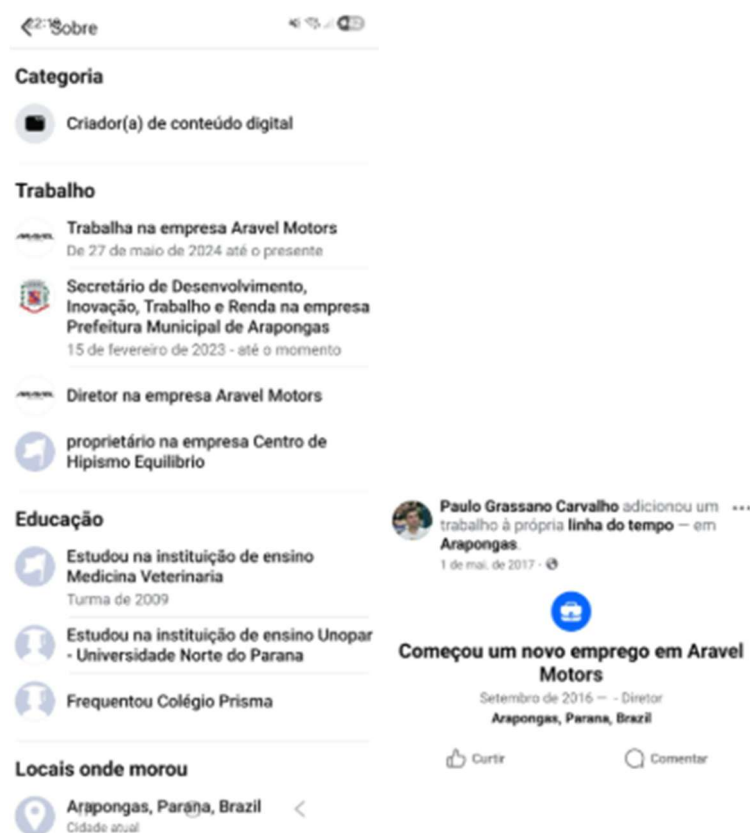 22:18
Sobre
Categoria
Criador(a) de conteúdo digital
Trabalho
Trabalha na empresa Aravel Motors
De 27 de maio de 2024 até o presente
Secretário de Desenvolvimento,
Inovação, Trabalho e Renda na empresa
Prefeitura Municipal de Arapongas
15 de fevereiro de 2023 - até o momento
Diretor na empresa Aravel Motors
proprietário na empresa Centro de
Hipismo Equilibrio
Educação
Estudou na instituição de ensino
Medicina Veterinaria
Turma de 2009
Estudou na instituição de ensino Unopar
- Universidade Norte do Parana
Frequentou Colégio Prisma
Locais onde morou
Arapongas, Parana, Brazil
Cidade atual
Paulo Grassano Carvalho adicionou um
trabalho à própria linha do tempo — em
Arapongas.
1 de mai. de 2017 ·
Começou um novo emprego em Aravel
Motors
Setembro de 2016 — - Diretor
Arapongas, Parana, Brazil
Curtir
Comentar